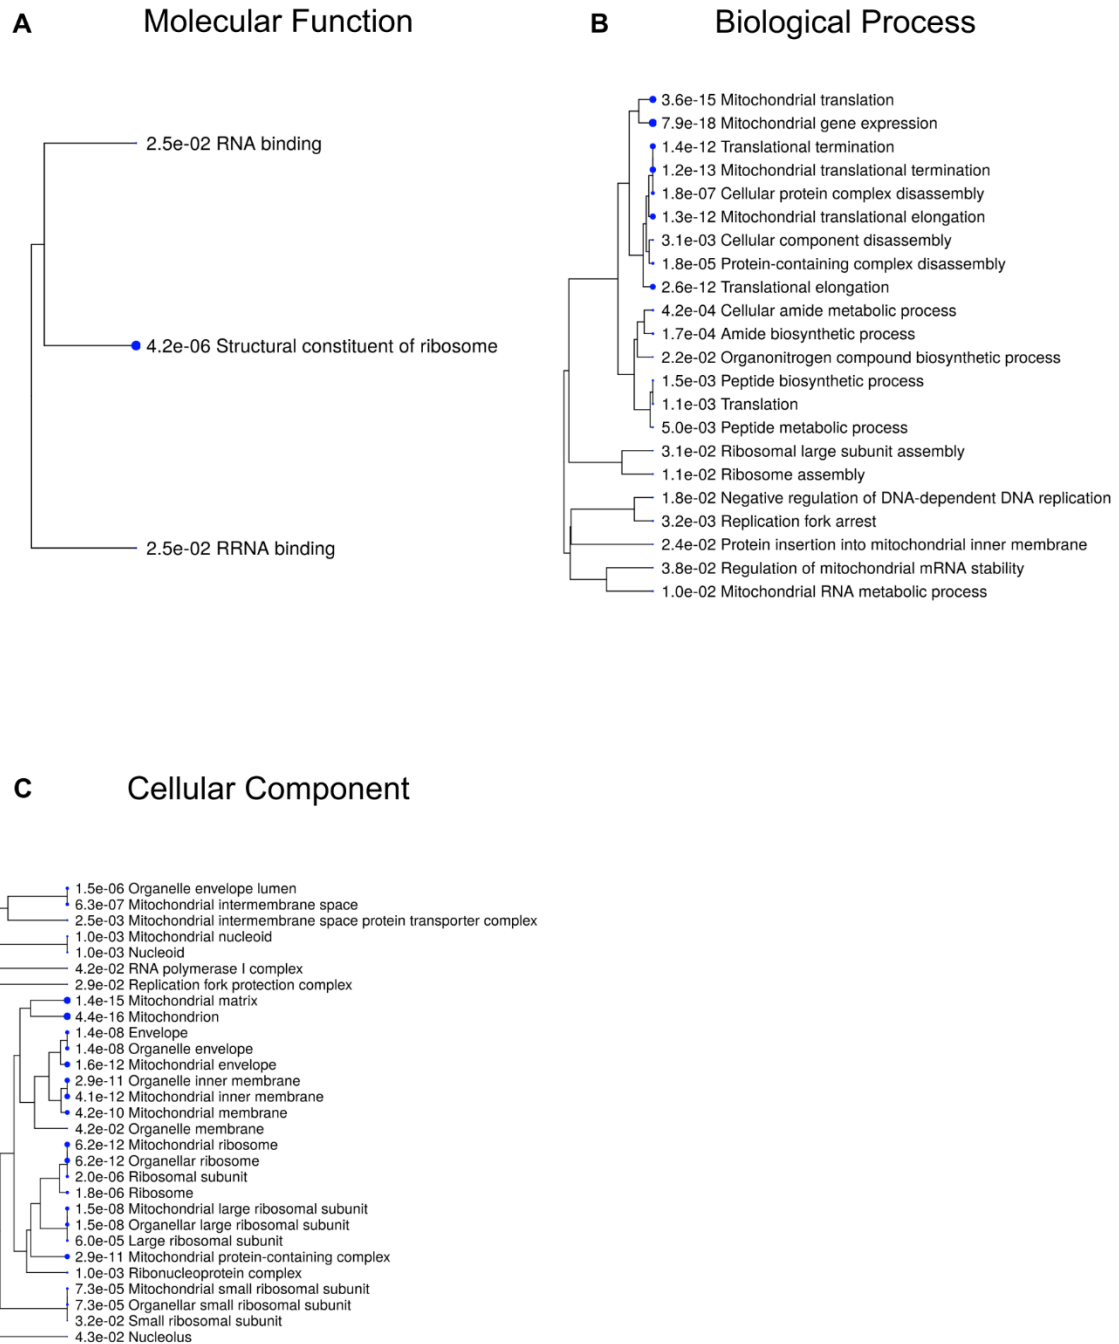 A Molecular Function
2.5e-02 RNA binding
4.2e-06 Structural constituent of ribosome
2.5e-02 RRNA binding
B Biological Process
3.6e-15 Mitochondrial translation
7.9e-18 Mitochondrial gene expression
1.4e-12 Translational termination
1.2e-13 Mitochondrial translational termination
1.8e-07 Cellular protein complex disassembly
1.3e-12 Mitochondrial translational elongation
3.1e-03 Cellular component disassembly
1.8e-05 Protein-containing complex disassembly
2.6e-12 Translational elongation
4.2e-04 Cellular amide metabolic process
1.7e-04 Amide biosynthetic process
2.2e-02 Organonitrogen compound biosynthetic process
1.5e-03 Peptide biosynthetic process
1.1e-03 Translation
5.0e-03 Peptide metabolic process
3.1e-02 Ribosomal large subunit assembly
1.1e-02 Ribosome assembly
1.8e-02 Negative regulation of DNA-dependent DNA replication
3.2e-03 Replication fork arrest
2.4e-02 Protein insertion into mitochondrial inner membrane
3.8e-02 Regulation of mitochondrial mRNA stability
1.0e-02 Mitochondrial RNA metabolic process
C Cellular Component
1.5e-06 Organelle envelope lumen
6.3e-07 Mitochondrial intermembrane space
2.5e-03 Mitochondrial intermembrane space protein transporter complex
1.0e-03 Mitochondrial nucleoid
1.0e-03 Nucleoid
4.2e-02 RNA polymerase I complex
2.9e-02 Replication fork protection complex
1.4e-15 Mitochondrial matrix
4.4e-16 Mitochondrion
1.4e-08 Envelope
1.4e-08 Organelle envelope
1.6e-12 Mitochondrial envelope
2.9e-11 Organelle inner membrane
4.1e-12 Mitochondrial inner membrane
4.2e-10 Mitochondrial membrane
4.2e-02 Organelle membrane
6.2e-12 Mitochondrial ribosome
6.2e-12 Organellar ribosome
2.0e-06 Ribosomal subunit
1.8e-06 Ribosome
1.5e-08 Mitochondrial large ribosomal subunit
1.5e-08 Organellar large ribosomal subunit
6.0e-05 Large ribosomal subunit
2.9e-11 Mitochondrial protein-containing complex
1.0e-03 Ribonucleoprotein complex
7.3e-05 Mitochondrial small ribosomal subunit
7.3e-05 Organellar small ribosomal subunit
3.2e-02 Small ribosomal subunit
4.3e-02 Nucleolus